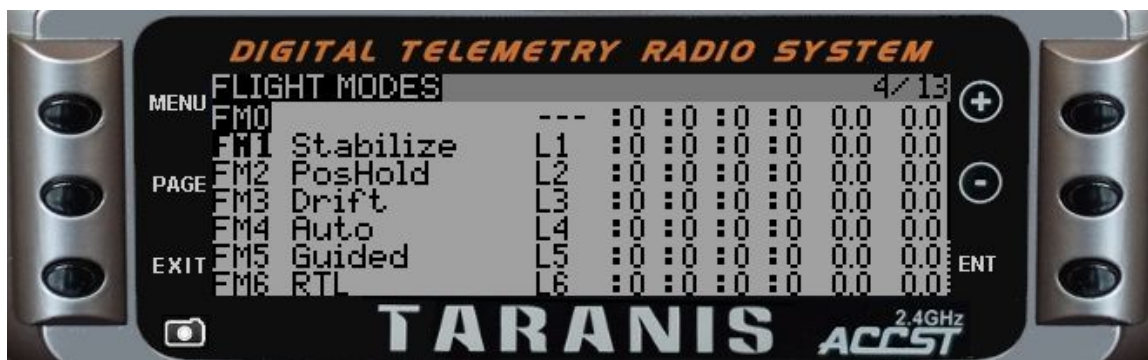 DIGITAL TELEMETRY RADIO SYSTEM
MENU
FLIGHT MODES 4/13
FM0 --- :0 :0 :0 :0 0.0 0.0
FM1 Stabilize L1 :0 :0 :0 :0 0.0 0.0
PAGE
FM2 PosHold L2 :0 :0 :0 :0 0.0 0.0
FM3 Drift L3 :0 :0 :0 :0 0.0 0.0
FM4 Auto L4 :0 :0 :0 :0 0.0 0.0
EXIT
FM5 Guided L5 :0 :0 :0 :0 0.0 0.0
ENT
FM6 RTL L6 :0 :0 :0 :0 0.0 0.0
+
-
TARANIS
2.4GHz
ACCST